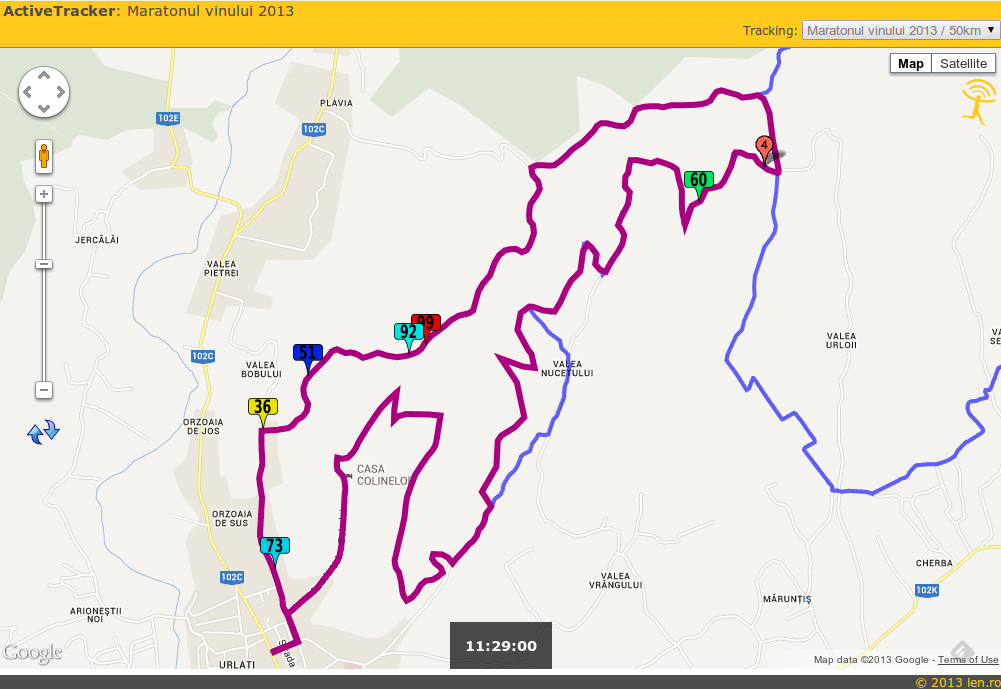 ActiveTracker: Maratonul vinului 2013
Tracking: Maratonul vinului 2013 / 50km
Map Satellite
PLAVIA
102E
102C
4
60
JERCĂLĂI
VALEA
PIETREI
99
92
51
102C
VALEA
BOBULUI
VALEA
NUCETULUI
VALEA
URLOII
VA
SE
36
ORZOAIA
DE JOS
CASA
COLINELOR
ORZOAIA
DE SUS
73
102C
CHERBA
102K
VALEA
VRÂNGULUI
MĂRUNȚIȘ
ARIONEȘTII
NOI
11:29:00
Google
URLATI
Strada
Map data ©2013 Google - Terms of Use
© 2013 len.ro